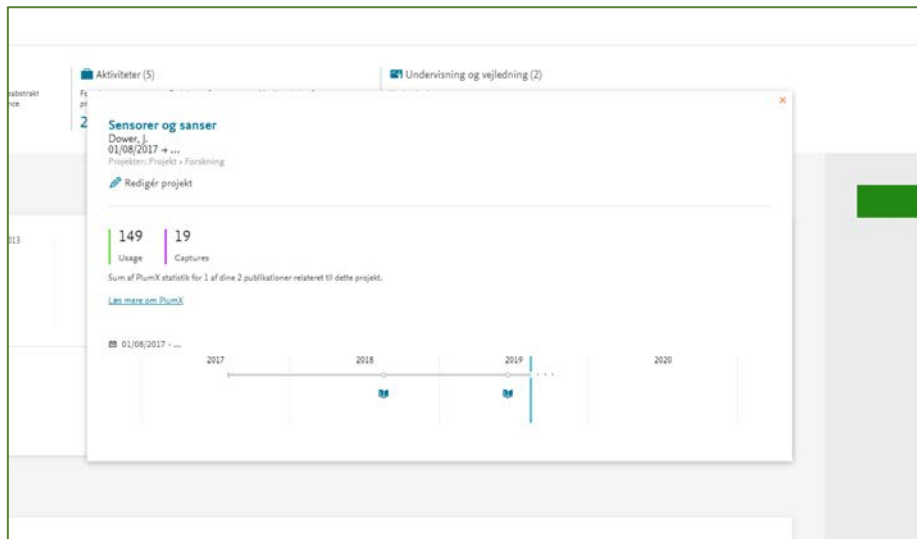 Aktiviteter (5)
Undervisning og vejledning (2)
2
Sensorer og sanser
Dower, J.
01/08/2017 → ...
Projekter: Projekt › Forskning
Redigér projekt
013
149
19
Usage
Captures
Sum af PlumX statistik for 1 af dine 2 publikationer relateret til dette projekt.
Læs mere om PlumX
01/08/2017 - ...
2017
2018
2019
2020